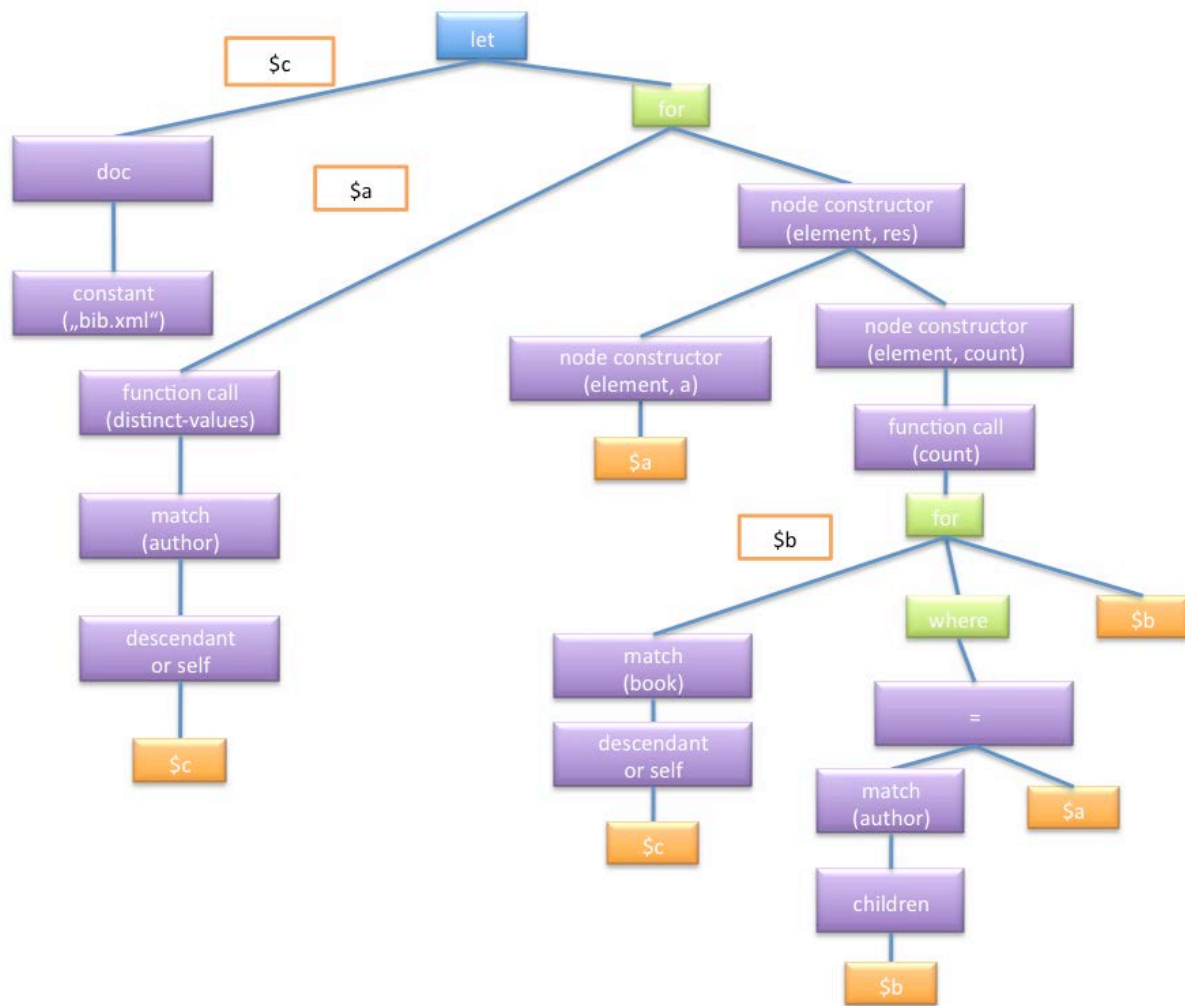 let
$c
for
doc
$a
node constructor
(element, res)
constant
(„bib.xml“)
node constructor
(element, count)
node constructor
(element, a)
function call
(distinct-values)
function call
(count)
$a
match
(author)
for
$b
where
$b
descendant
or self
match
(book)
=
descendant
or self
$c
match
(author)
$a
$c
children
$b